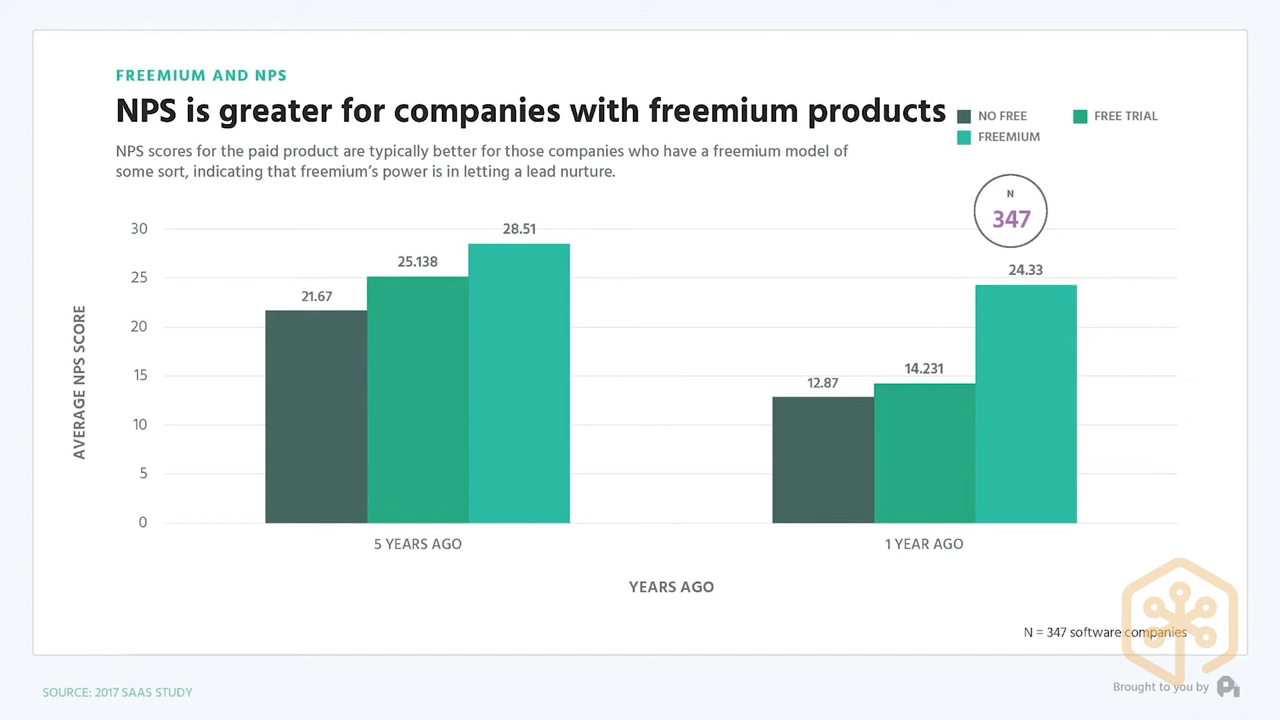 FREEMIUM AND NPS
NPS is greater for companies with freemium products
NPS scores for the paid product are typically better for those companies who have a freemium model of
some sort, indicating that freemium's power is in letting a lead nurture.
NO FREE
FREE TRIAL
FREEMIUM
N
347
30
25
20
15
10
5
0
AVERAGE NPS SCORE
21.67
25.138
28.51
12.87
14.231
24.33
5 YEARS AGO
1 YEAR AGO
YEARS AGO
N = 347 software companies
SOURCE: 2017 SAAS STUDY
Brought to you by